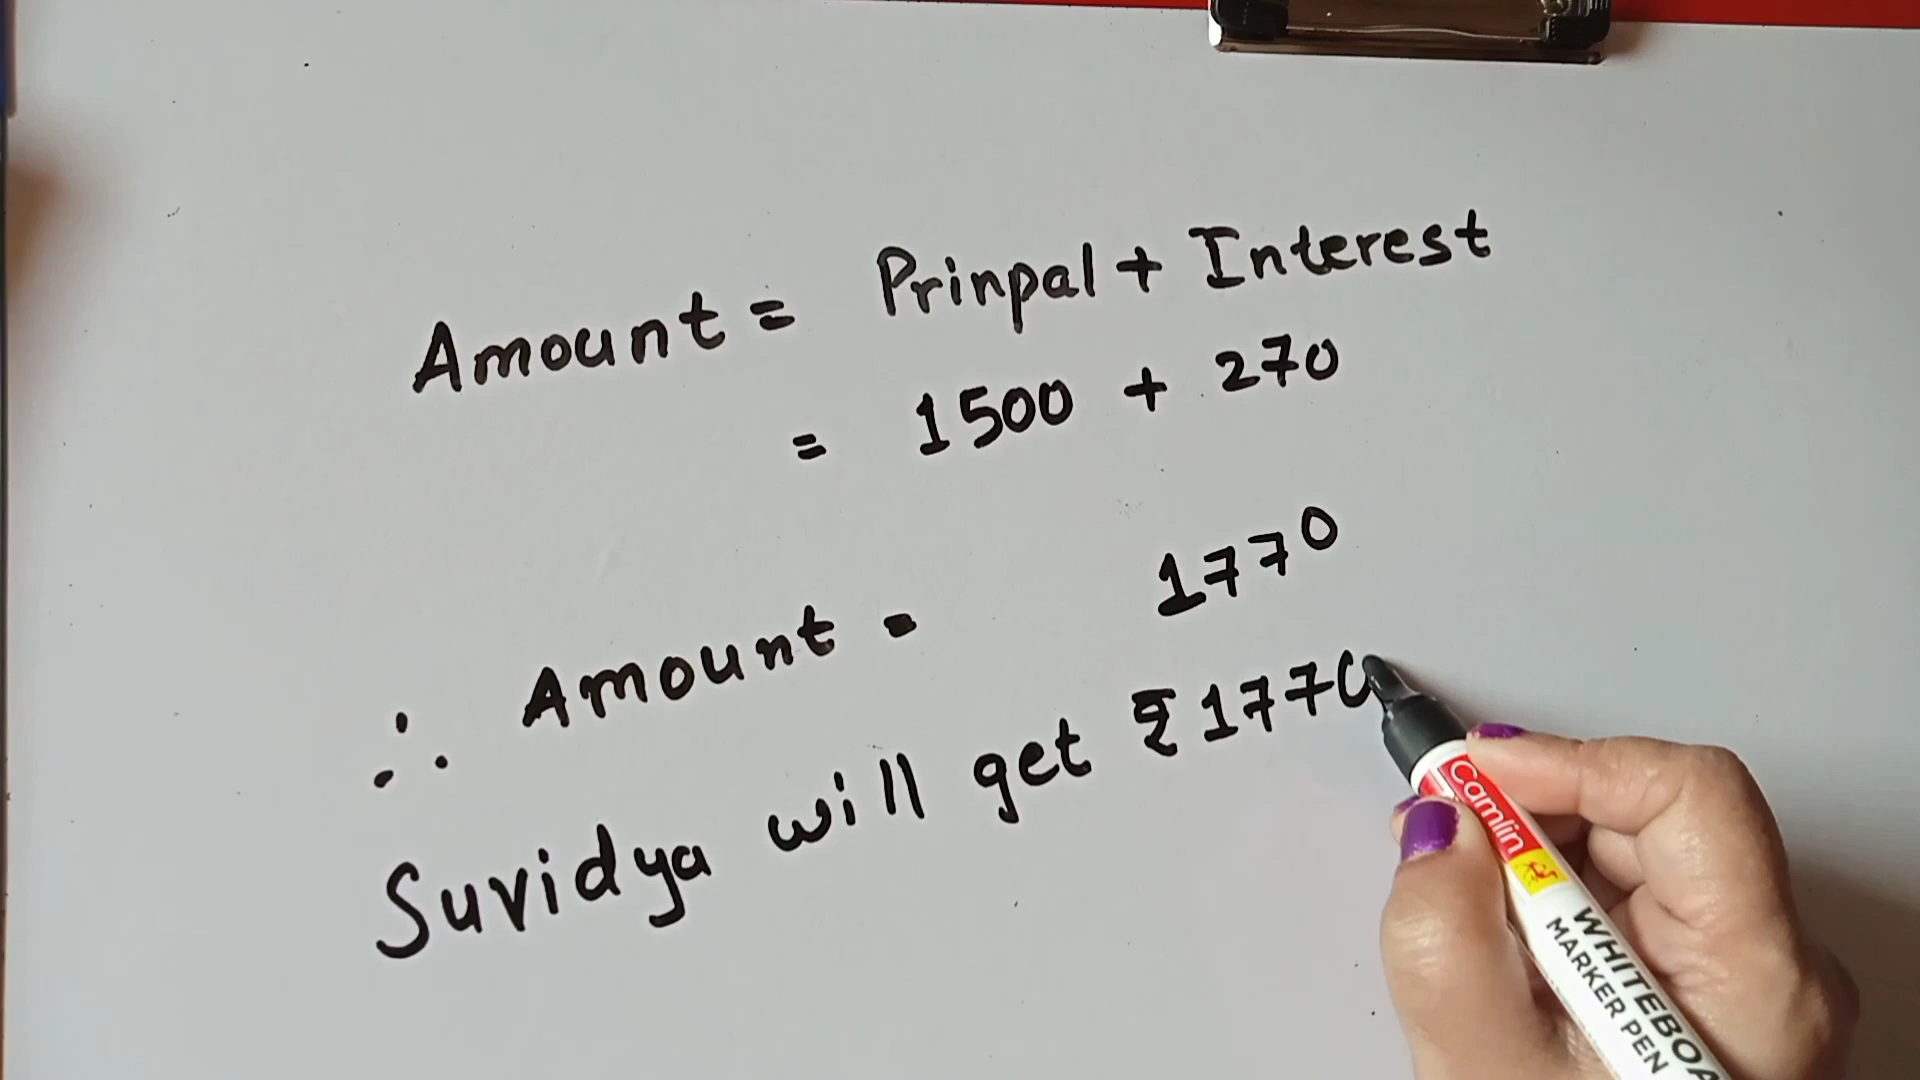 Amount = Prinpal + Interest
= 1500 + 270
∴ Amount = 1770
Suvidya will get ₹1770
Camlin
WHITEBOA
MARKER PEN